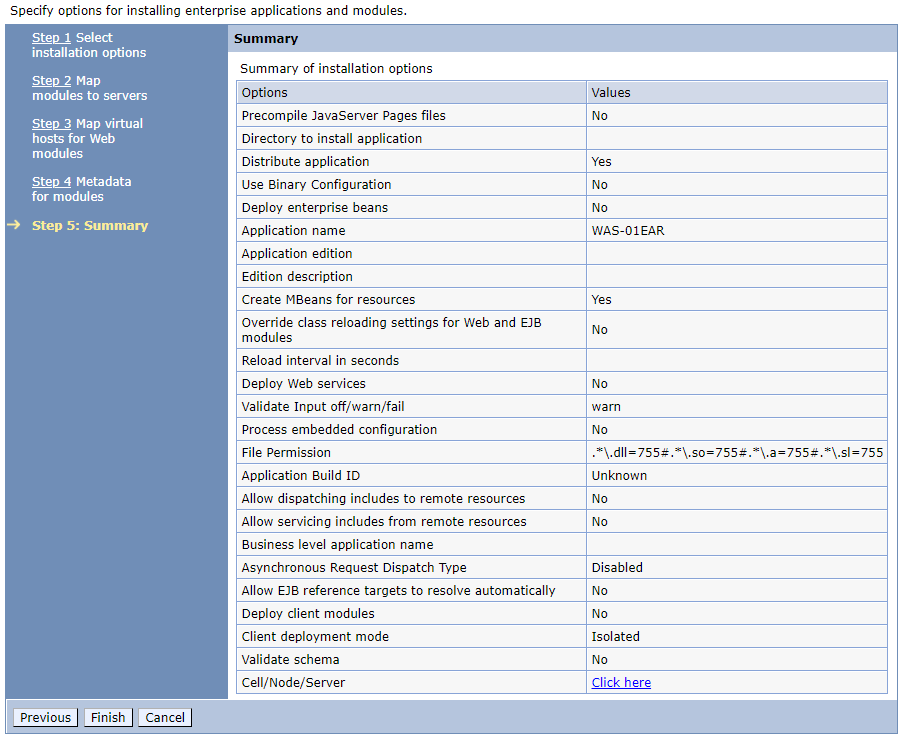 Specify options for installing enterprise applications and modules.
Step 1 Select
installation options
Step 2 Map
modules to servers
Step 3 Map virtual
hosts for Web
modules
Step 4 Metadata
for modules
→ Step 5: Summary
Summary
Summary of installation options
Options Values
Precompile JavaServer Pages files No
Directory to install application
Distribute application Yes
Use Binary Configuration No
Deploy enterprise beans No
Application name WAS-01EAR
Application edition
Edition description
Create MBeans for resources Yes
Override class reloading settings for Web and EJB
modules No
Reload interval in seconds
Deploy Web services No
Validate Input off/warn/fail warn
Process embedded configuration No
File Permission .*\.dll=755#.*\.so=755#.*\.a=755#.*\.sl=755
Application Build ID Unknown
Allow dispatching includes to remote resources No
Allow servicing includes from remote resources No
Business level application name
Asynchronous Request Dispatch Type Disabled
Allow EJB reference targets to resolve automatically No
Deploy client modules No
Client deployment mode Isolated
Validate schema No
Cell/Node/Server Click here
Previous Finish Cancel